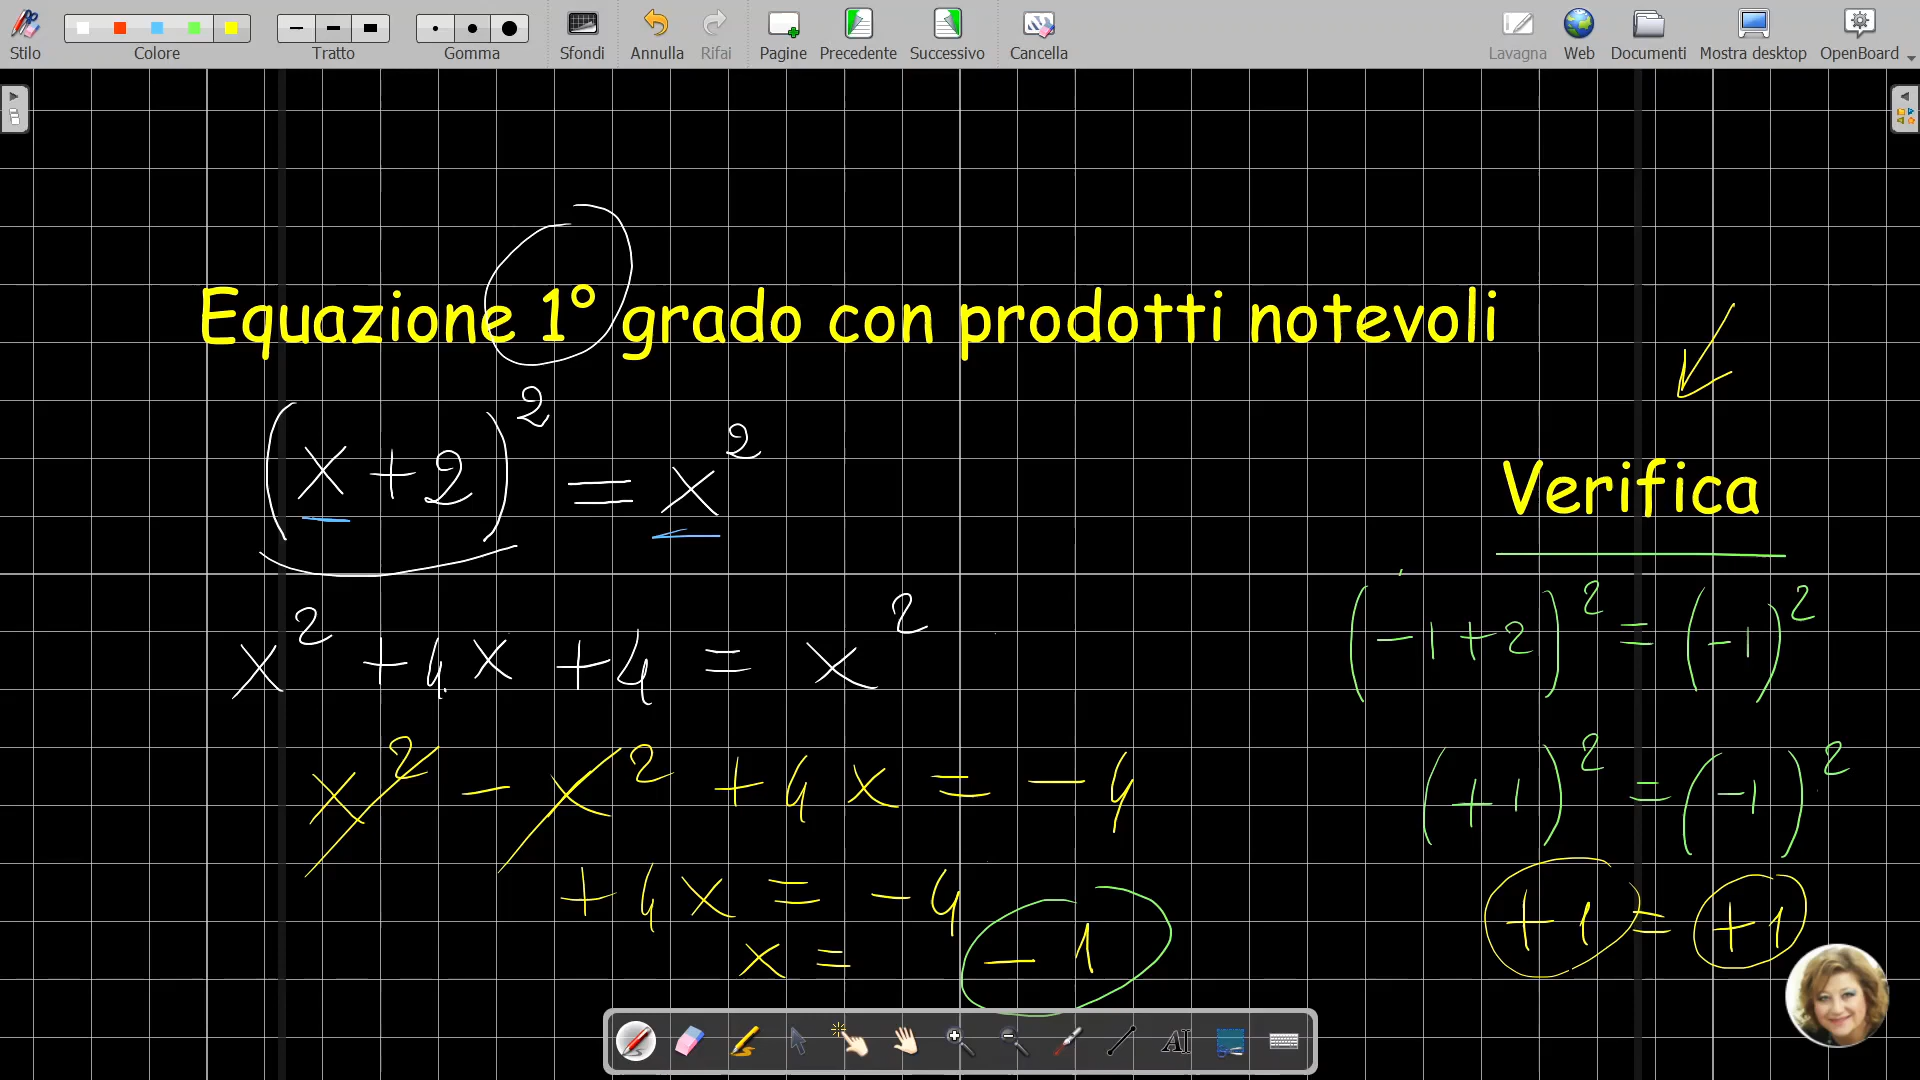 Stilo Colore Tratto Gomma Sfondi Annulla Rifai Pagine Precedente Successivo Cancella Lavagna Web Documenti Mostra desktop OpenBoard
Equazione 1° grado con prodotti notevoli
(x + 2)² = x²
x² + 4x + 4 = x²
x² - x² + 4x = - 4
+ 4x = - 4
x = - 1
Verifica
(- 1 + 2)² = (- 1)²
(+ 1)² = (- 1)²
+ 1 = + 1
AI